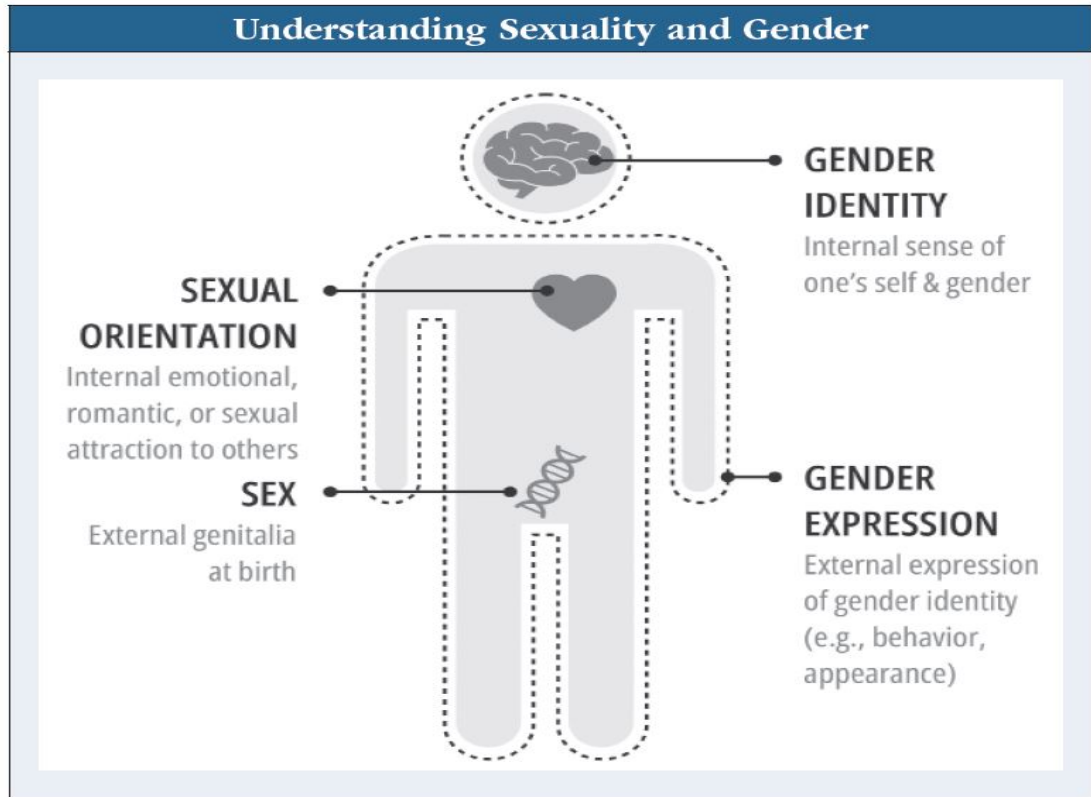 Understanding Sexuality and Gender
GENDER
IDENTITY
Internal sense of
one's self & gender
SEXUAL
ORIENTATION
Internal emotional,
romantic, or sexual
attraction to others
SEX
External genitalia
at birth
GENDER
EXPRESSION
External expression
of gender identity
(e.g., behavior,
appearance)